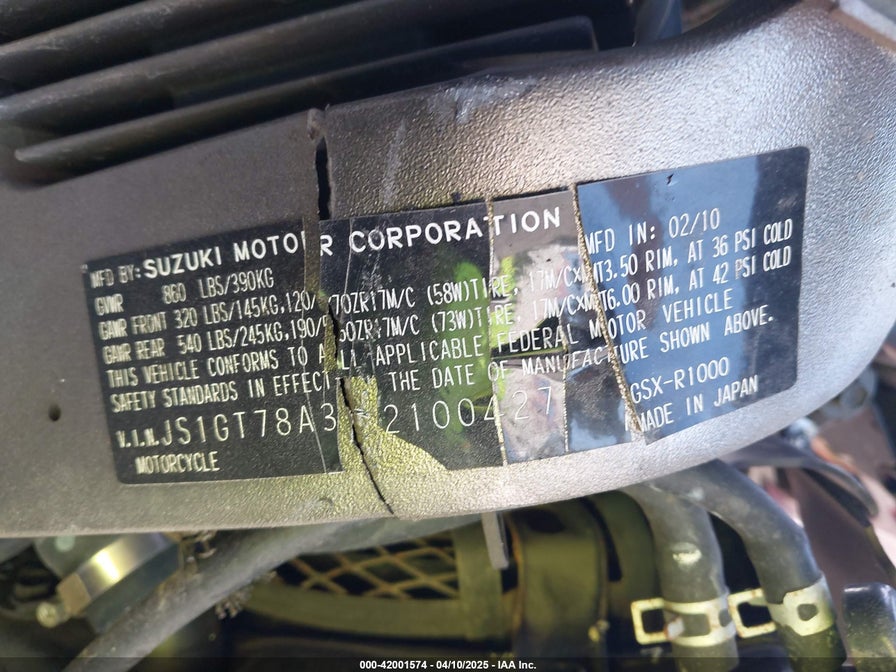 MFD BY: SUZUKI MOTOR CORPORATION MFD IN: 02/10
GVWR 860 LBS/390KG
GAWR FRONT 320 LBS/145KG, 120/70ZR17M/C (58W) TIRE, 17M/CXMT3.50 RIM, AT 36 PSI COLD
GAWR REAR 540 LBS/245KG, 190/50ZR17M/C (73W) TIRE, 17M/CXMT6.00 RIM, AT 42 PSI COLD
THIS VEHICLE CONFORMS TO ALL APPLICABLE FEDERAL MOTOR VEHICLE
SAFETY STANDARDS IN EFFECT THE DATE OF MANUFACTURE SHOWN ABOVE.
V.I.N. JS1GT78A3 2100427 GSX-R1000
MOTORCYCLE MADE IN JAPAN
000-42001574 - 04/10/2025 - IAA Inc.